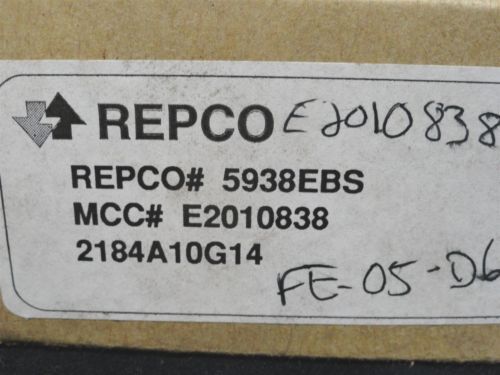 REPCO E2010838
REPCO# 5938EBS
MCC# E2010838
2184A10G14
FE-05-D6